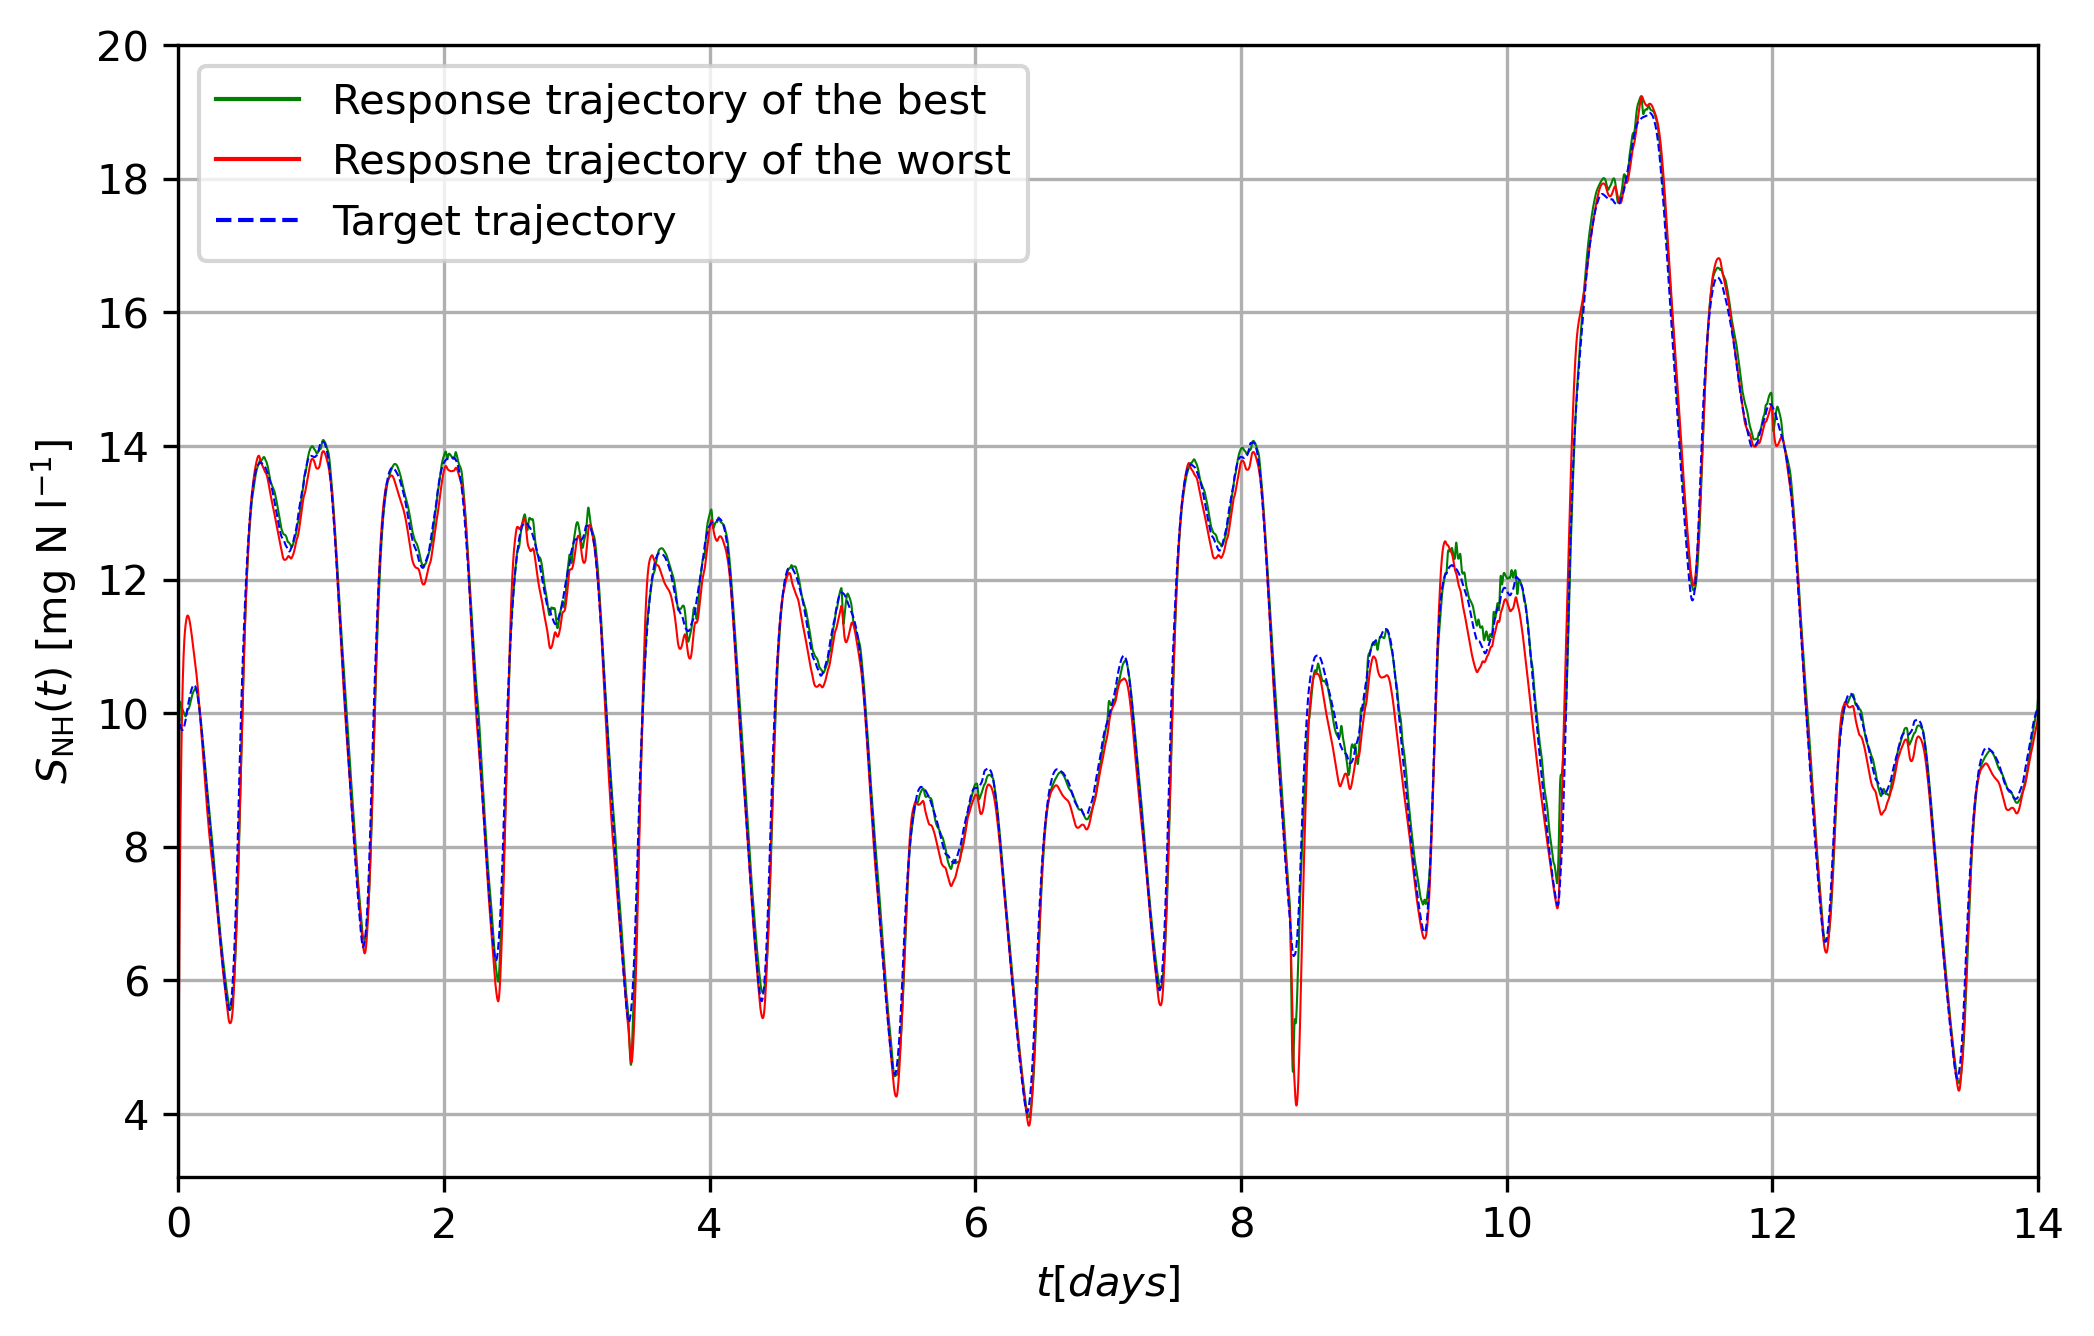 20
18
16
14
12
10
8
6
4
S_NH(t) [mg N l⁻¹]
Response trajectory of the best
Resposne trajectory of the worst
Target trajectory
0 2 4 6 8 10 12 14
t[days]